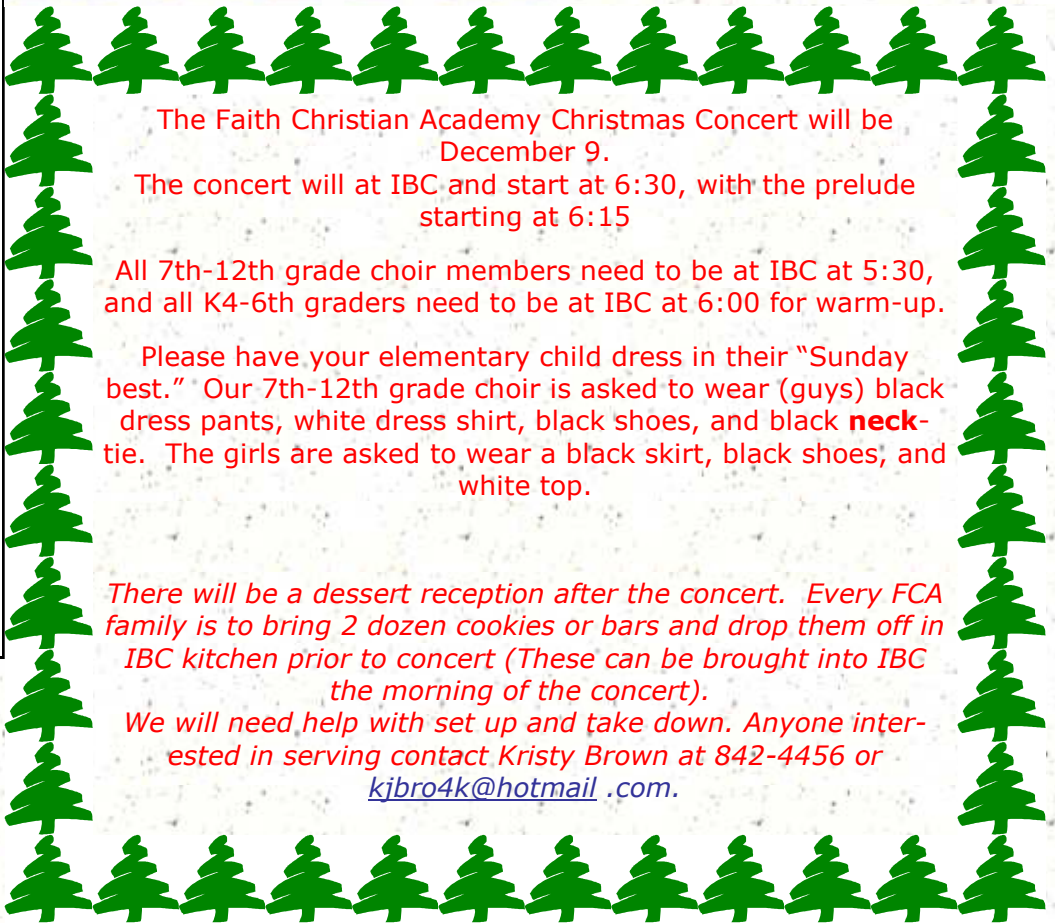 The Faith Christian Academy Christmas Concert will be
December 9.
The concert will at IBC and start at 6:30, with the prelude
starting at 6:15
All 7th-12th grade choir members need to be at IBC at 5:30,
and all K4-6th graders need to be at IBC at 6:00 for warm-up.
Please have your elementary child dress in their “Sunday
best.”  Our 7th-12th grade choir is asked to wear (guys) black
dress pants, white dress shirt, black shoes, and black neck-
tie.  The girls are asked to wear a black skirt, black shoes, and
white top.
There will be a dessert reception after the concert.  Every FCA
family is to bring 2 dozen cookies or bars and drop them off in
IBC kitchen prior to concert (These can be brought into IBC
the morning of the concert).
We will need help with set up and take down. Anyone inter-
ested in serving contact Kristy Brown at 842-4456 or
kjbro4k@hotmail .com.